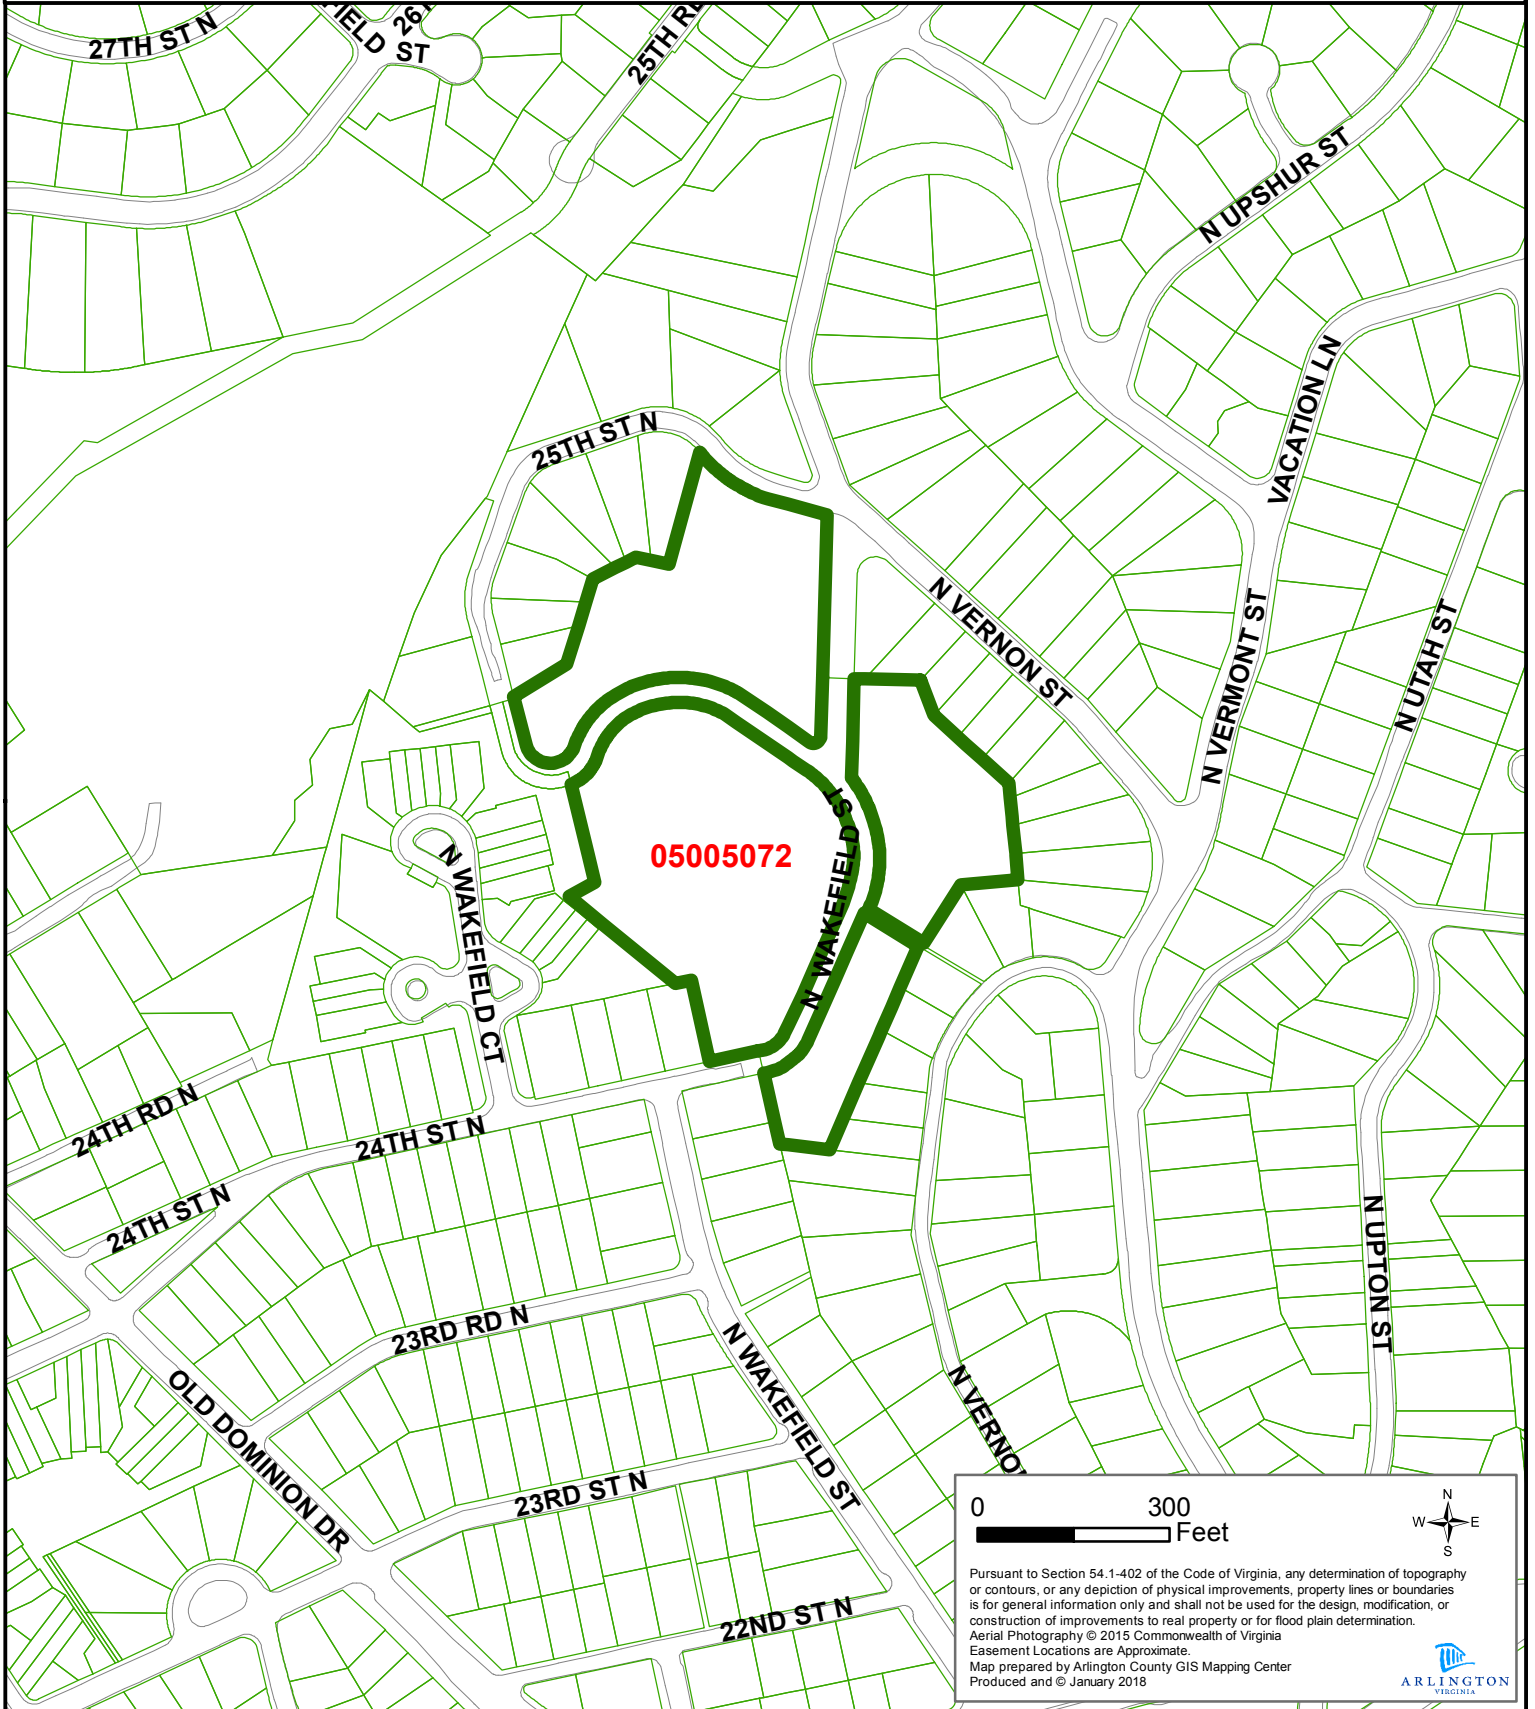 27TH ST N
FIELD ST
25TH RD
N UPSHUR ST
VACATION LN
25TH ST N
N VERNON ST
N VERMONT ST
N UTAH ST
05005072
N WAKEFIELD ST
N WAKEFIELD CT
24TH RD N
24TH ST N
24TH ST N
N UPTON ST
23RD RD N
N WAKEFIELD ST
OLD DOMINION DR
N VERNO
23RD ST N
22ND ST N
0 300
Feet
N
W E
S
Pursuant to Section 54.1-402 of the Code of Virginia, any determination of topography
or contours, or any depiction of physical improvements, property lines or boundaries
is for general information only and shall not be used for the design, modification, or
construction of improvements to real property or for flood plain determination.
Aerial Photography © 2015 Commonwealth of Virginia
Easement Locations are Approximate.
Map prepared by Arlington County GIS Mapping Center
Produced and © January 2018
ARLINGTON
VIRGINIA